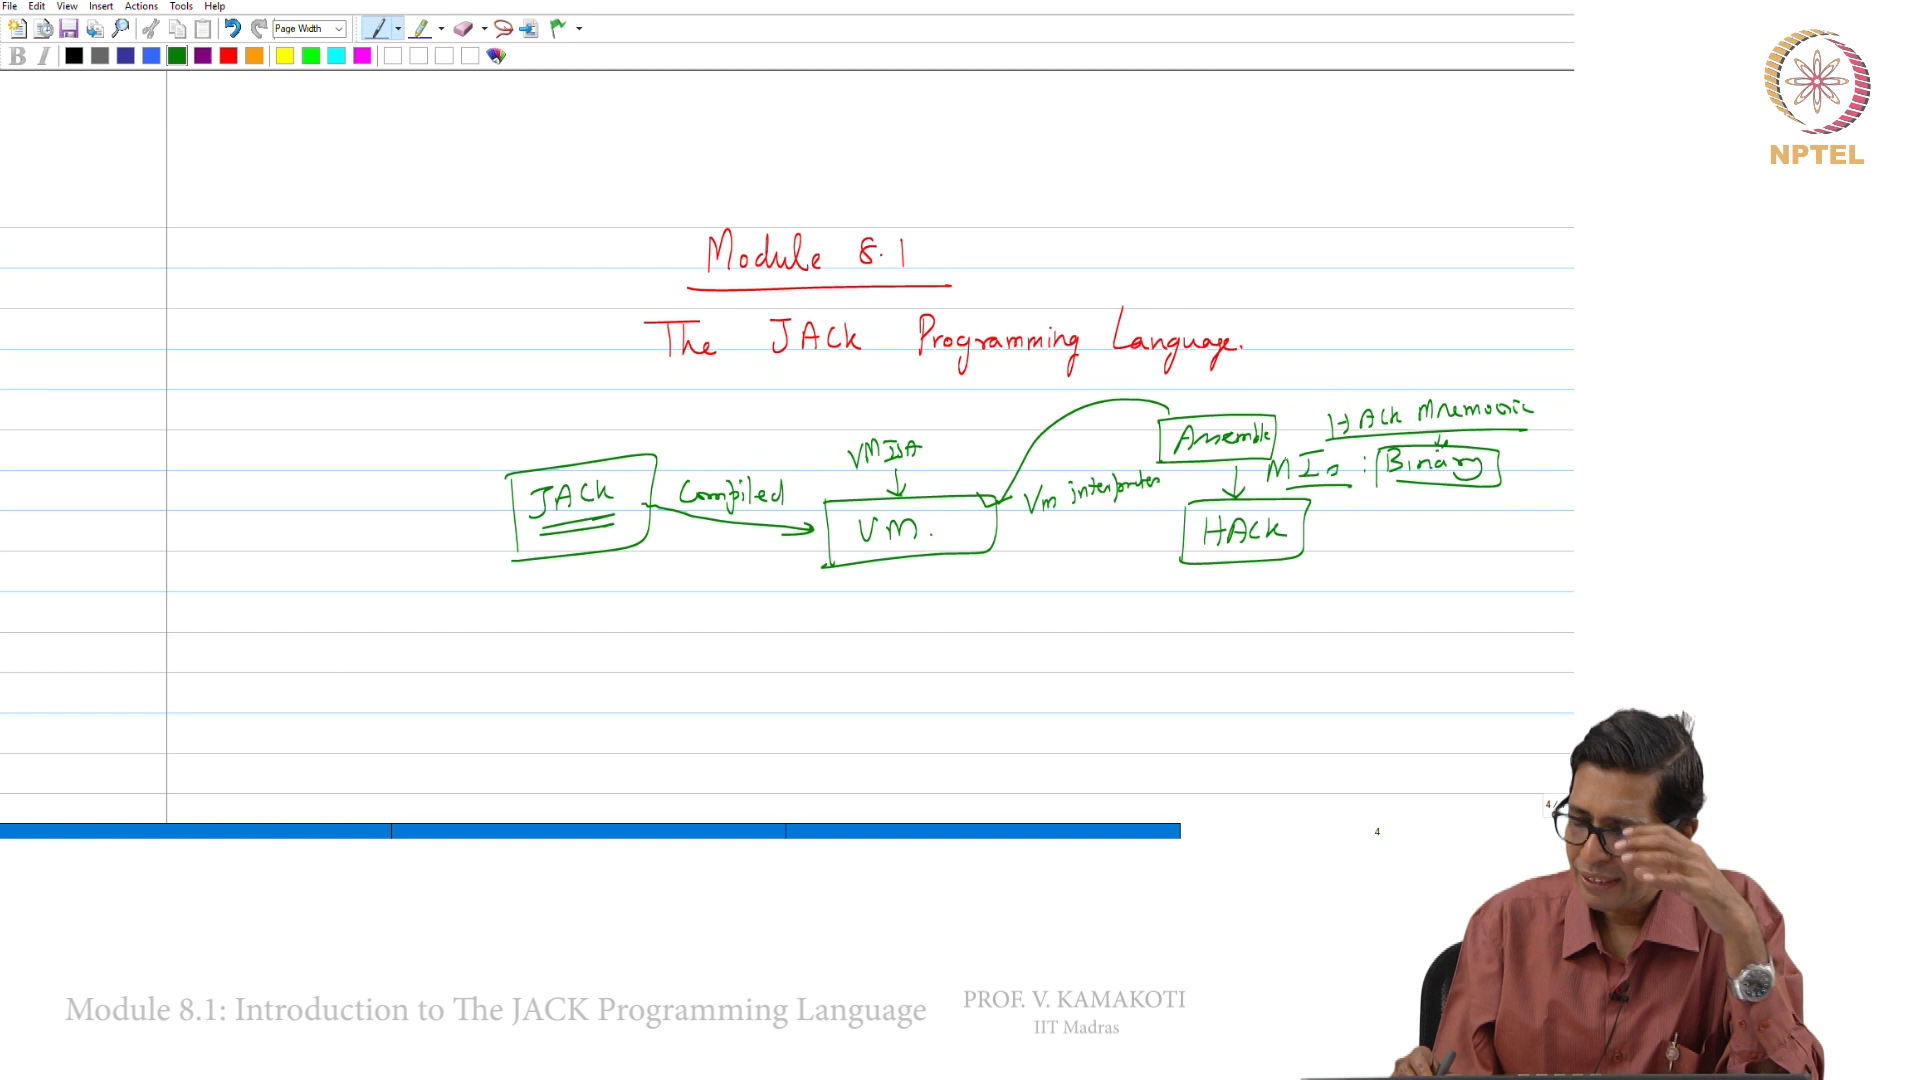 File Edit View Insert Actions Tools Help
Page Width
B I
NPTEL
Module 8.1
The JACK Programming Language.
HACK Mnemonic
Assemble
VM ISA
MIs : Binary
JACK Compiled VM. Vm interpreter HACK
4 /
4
Module 8.1: Introduction to The JACK Programming Language
PROF. V. KAMAKOTI
IIT Madras